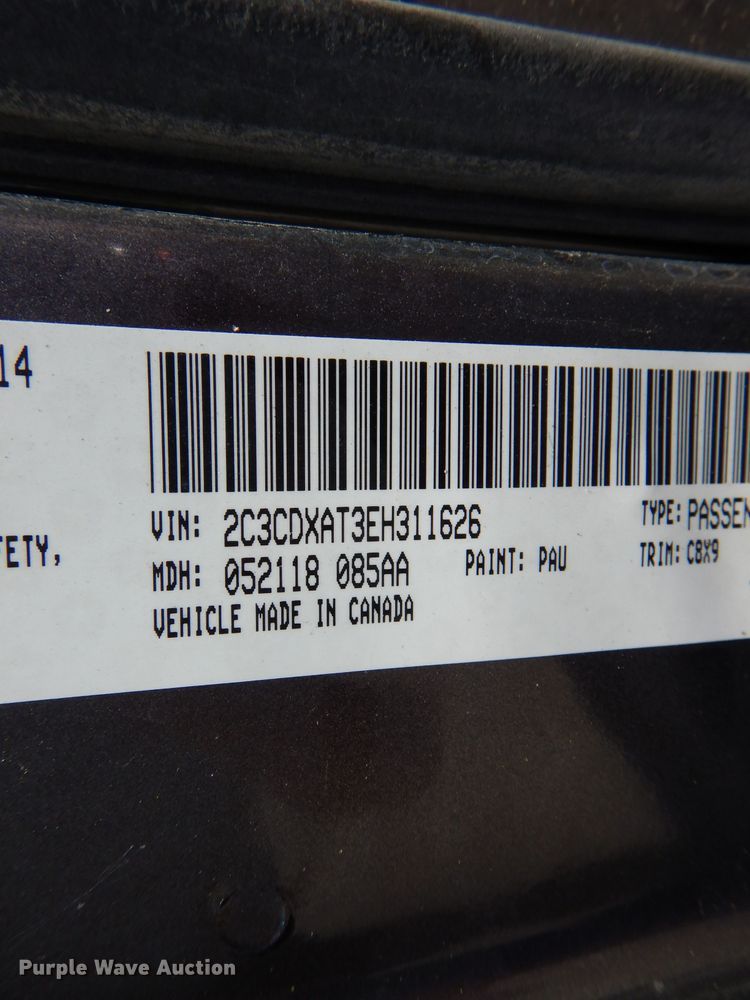 14
FETY,
VIN: 2C3CDXAT3EH311626
TYPE: PASSEN
MDH: 052118 085AA
PAINT: PAU
TRIM: C8X9
VEHICLE MADE IN CANADA
Purple Wave Auction